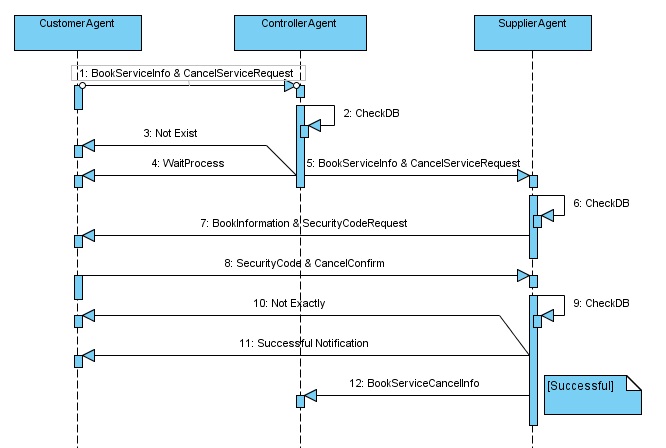 CustomerAgent
ControllerAgent
SupplierAgent
1: BookServiceInfo & CancelServiceRequest
2: CheckDB
3: Not Exist
4: WaitProcess
5: BookServiceInfo & CancelServiceRequest
6: CheckDB
7: BookInformation & SecurityCodeRequest
8: SecurityCode & CancelConfirm
9: CheckDB
10: Not Exactly
11: Successful Notification
12: BookServiceCancelInfo
[Successful]